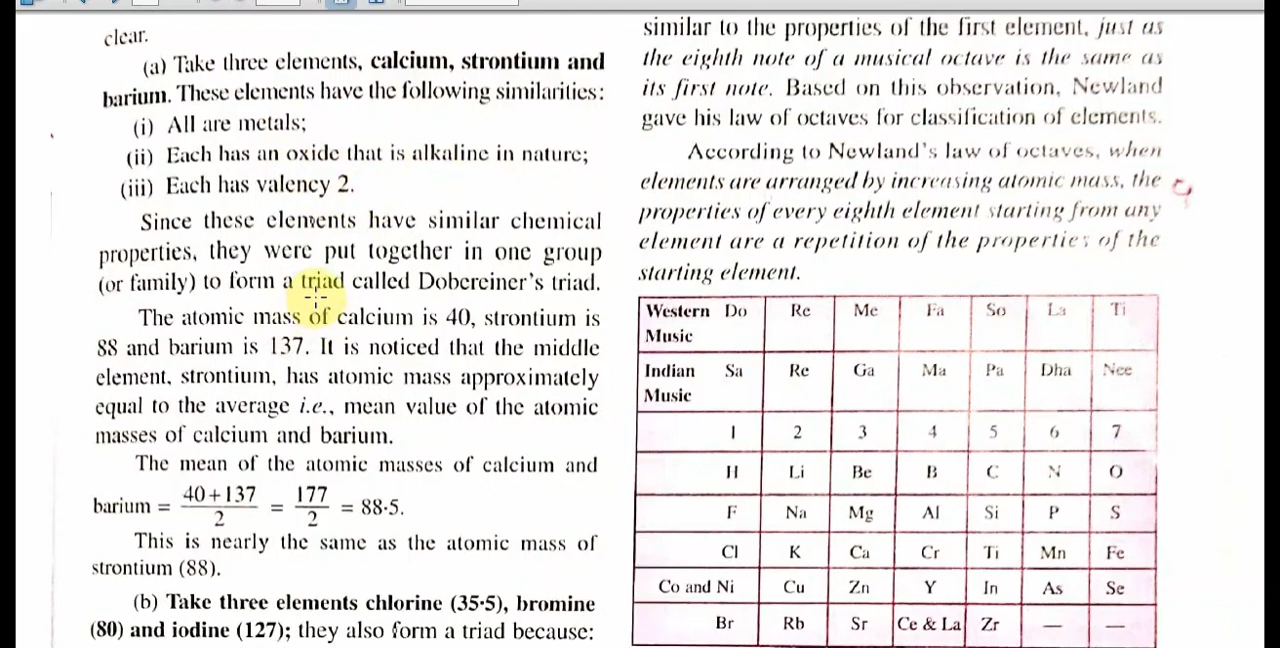 clear.
(a) Take three elements, calcium, strontium and
barium. These elements have the following similarities:
(i) All are metals;
(ii) Each has an oxide that is alkaline in nature;
(iii) Each has valency 2.
Since these elements have similar chemical
properties, they were put together in one group
(or family) to form a triad called Dobereiner's triad.
The atomic mass of calcium is 40, strontium is
88 and barium is 137. It is noticed that the middle
element, strontium, has atomic mass approximately
equal to the average i.e., mean value of the atomic
masses of calcium and barium.
The mean of the atomic masses of calcium and
barium = 40+137/2 = 177/2 = 88·5.
This is nearly the same as the atomic mass of
strontium (88).
(b) Take three elements chlorine (35·5), bromine
(80) and iodine (127); they also form a triad because:
similar to the properties of the first element, just as
the eighth note of a musical octave is the same as
its first note. Based on this observation, Newland
gave his law of octaves for classification of elements.
According to Newland's law of octaves, when
elements are arranged by increasing atomic mass, the
properties of every eighth element starting from any
element are a repetition of the properties of the
starting element.
Western Music Do Re Me Fa So La Ti
Indian Music Sa Re Ga Ma Pa Dha Nee
1 2 3 4 5 6 7
H Li Be B C N O
F Na Mg Al Si P S
Cl K Ca Cr Ti Mn Fe
Co and Ni Cu Zn Y In As Se
Br Rb Sr Ce & La Zr — —